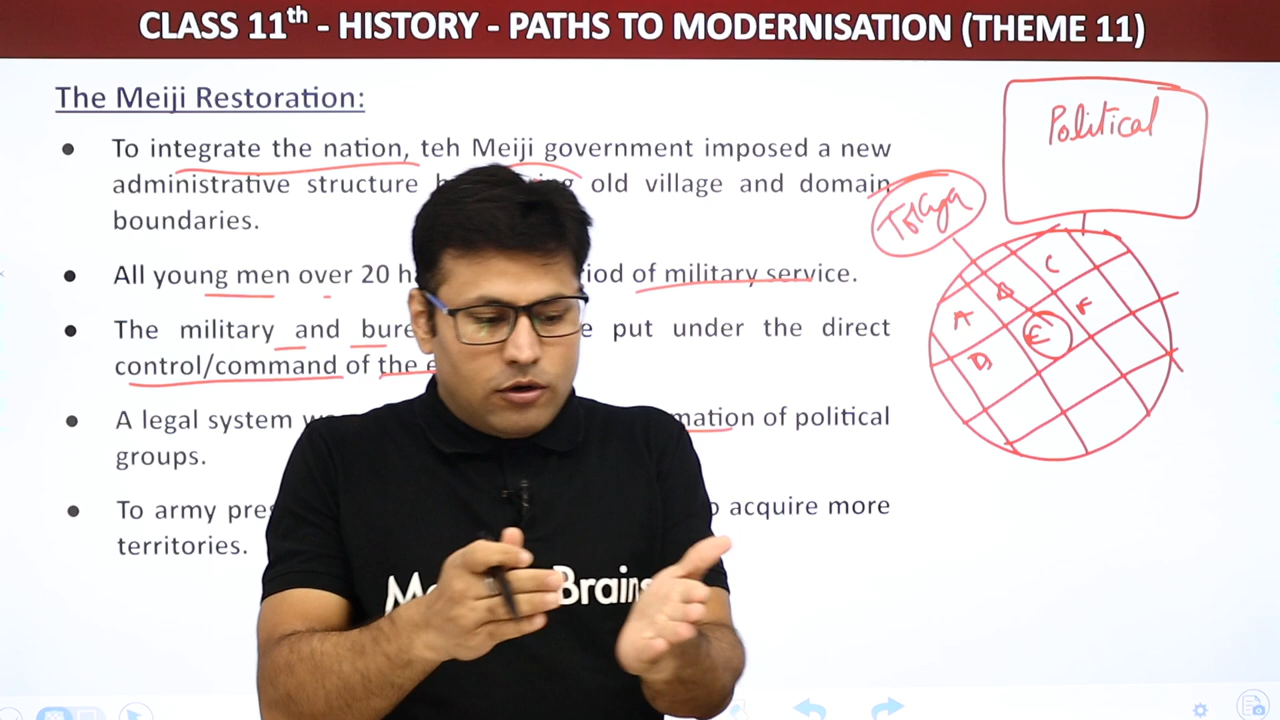 CLASS 11th - HISTORY - PATHS TO MODERNISATION (THEME 11)
The Meiji Restoration:
To integrate the nation, teh Meiji government imposed a new
administrative structure old village and domain
boundaries.
All young men over 20 of military service.
The military and put under the direct
control/command of the
A legal system of political
groups.
To army acquire more
territories.
Political
Tokyo
C
A
F
E
D
Brains